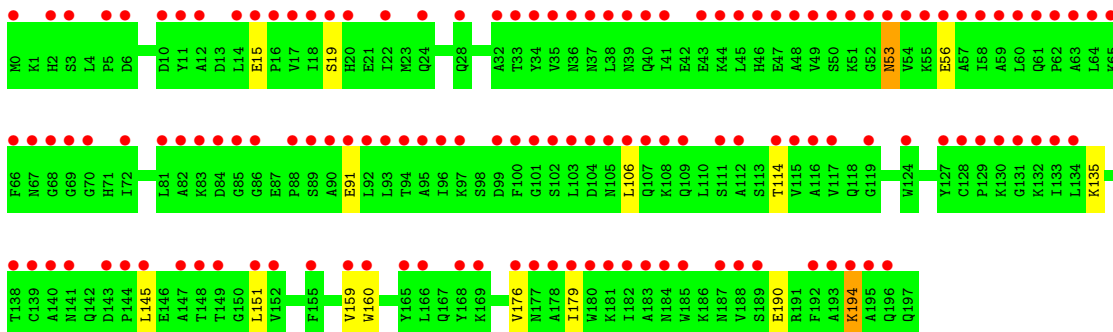 M0 K1 H2 S3 L4 P5 D6 D10 Y11 A12 D13 L14 E15 P16 V17 I18 S19 H20 E21 I22 M23 Q24 Q28 A32 T33 Y34 V35 N36 N37 L38 N39 Q40 I41 E42 E43 K44 L45 H46 E47 A48 V49 S50 K51 G52 N53 V54 K55 E56 A57 I58 A59 L60 Q61 P62 A63 L64 K65
F66 N67 G68 G69 G70 H71 I72 L81 A82 K83 D84 G85 G86 E87 P88 S89 A90 E91 L92 L93 T94 A95 I96 K97 S98 D99 F100 G101 S102 L103 D104 N105 L106 Q107 K108 Q109 L110 S111 A112 S113 T114 V115 A116 V117 Q118 G119 W124 Y127 C128 P129 K130 G131 K132 I133 L134 K135
T138 C139 A140 N141 Q142 D143 P144 L145 E146 A147 T148 T149 G150 L151 V152 F155 V159 W160 Y165 L166 Q167 Y168 K169 V176 N177 A178 I179 W180 K181 I182 A183 N184 W185 K186 N187 V188 S189 E190 R191 F192 A193 K194 A195 Q196 Q197